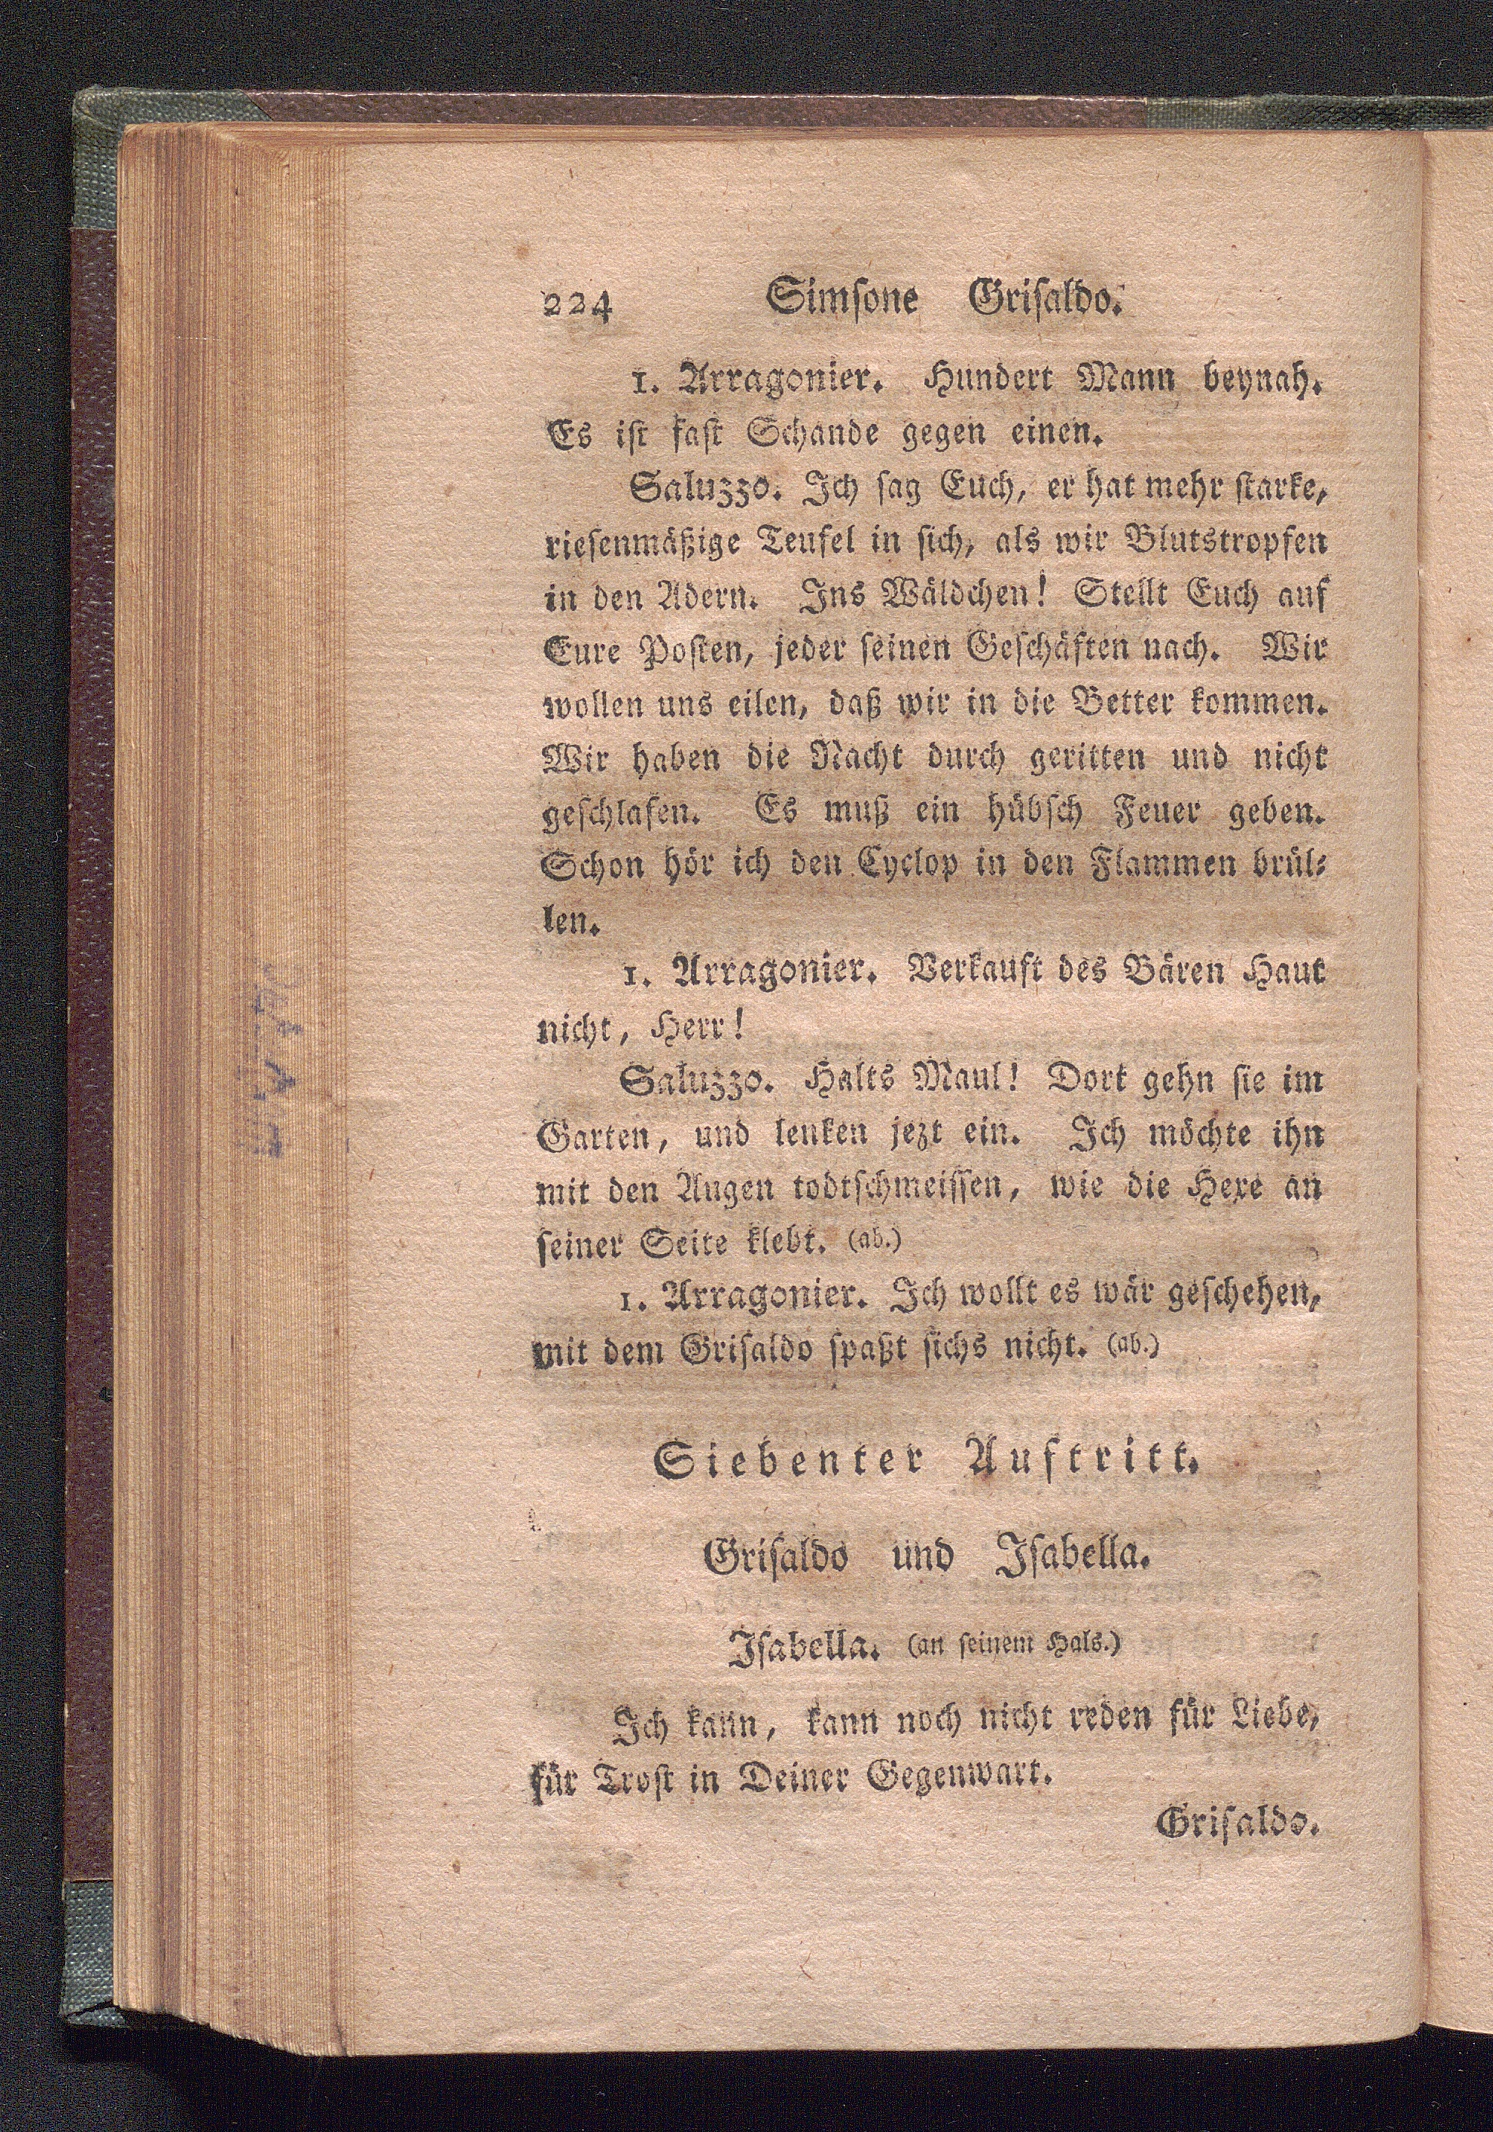 224 Simſone Griſaldo.
1. Arragonier. Hundert Mann beynah.
Es iſt faſt Schande gegen einen.
Saluzzo. Ich ſag Euch, er hat mehr ſtarke,
rieſenmäßige Teufel in ſich, als wir Blutstropfen
in den Adern. Ins Wäldchen! Stellt Euch auf
Eure Poſten, jeder ſeinen Geſchäften nach. Wir
wollen uns eilen, daß wir in die Better kommen.
Wir haben die Nacht durch geritten und nicht
geſchlafen. Es muß ein hübſch Feuer geben.
Schon hör ich den Cyclop in den Flammen brül⸗
len.
1. Arragonier. Verkauft des Bären Haut
nicht, Herr!
Saluzzo. Halts Maul! Dort gehn ſie im
Garten, und lenken jezt ein. Ich möchte ihn
mit den Augen todtſchmeiſſen, wie die Hexe an
ſeiner Seite klebt. (ab.)
1. Arragonier. Ich wollt es wär geſchehen,
mit dem Griſaldo ſpaßt ſichs nicht. (ab.)
Siebenter Auftritt.
Griſaldo und Iſabella.
Iſabella. (an ſeinem Hals.)
Ich kann, kann noch nicht reden für Liebe,
für Troſt in Deiner Gegenwart.
Griſaldo.